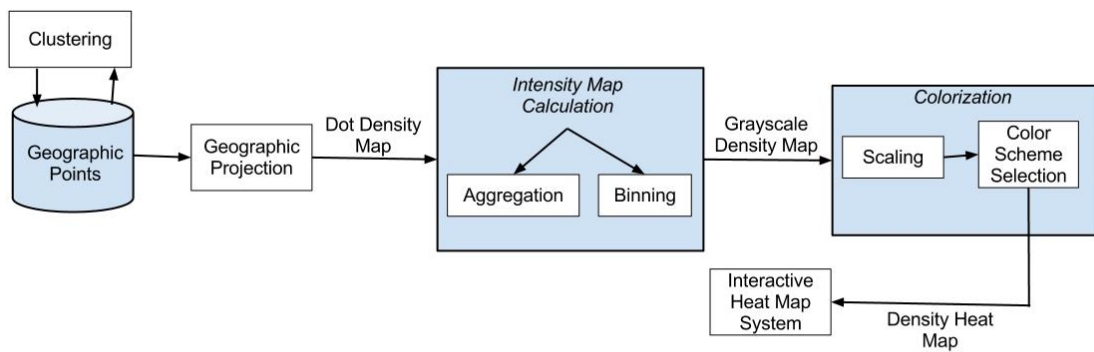 Clustering
Geographic
Points
Geographic
Projection
Dot Density
Map
Intensity Map
Calculation
Aggregation
Binning
Grayscale
Density Map
Colorization
Scaling
Color
Scheme
Selection
Interactive
Heat Map
System
Density Heat
Map